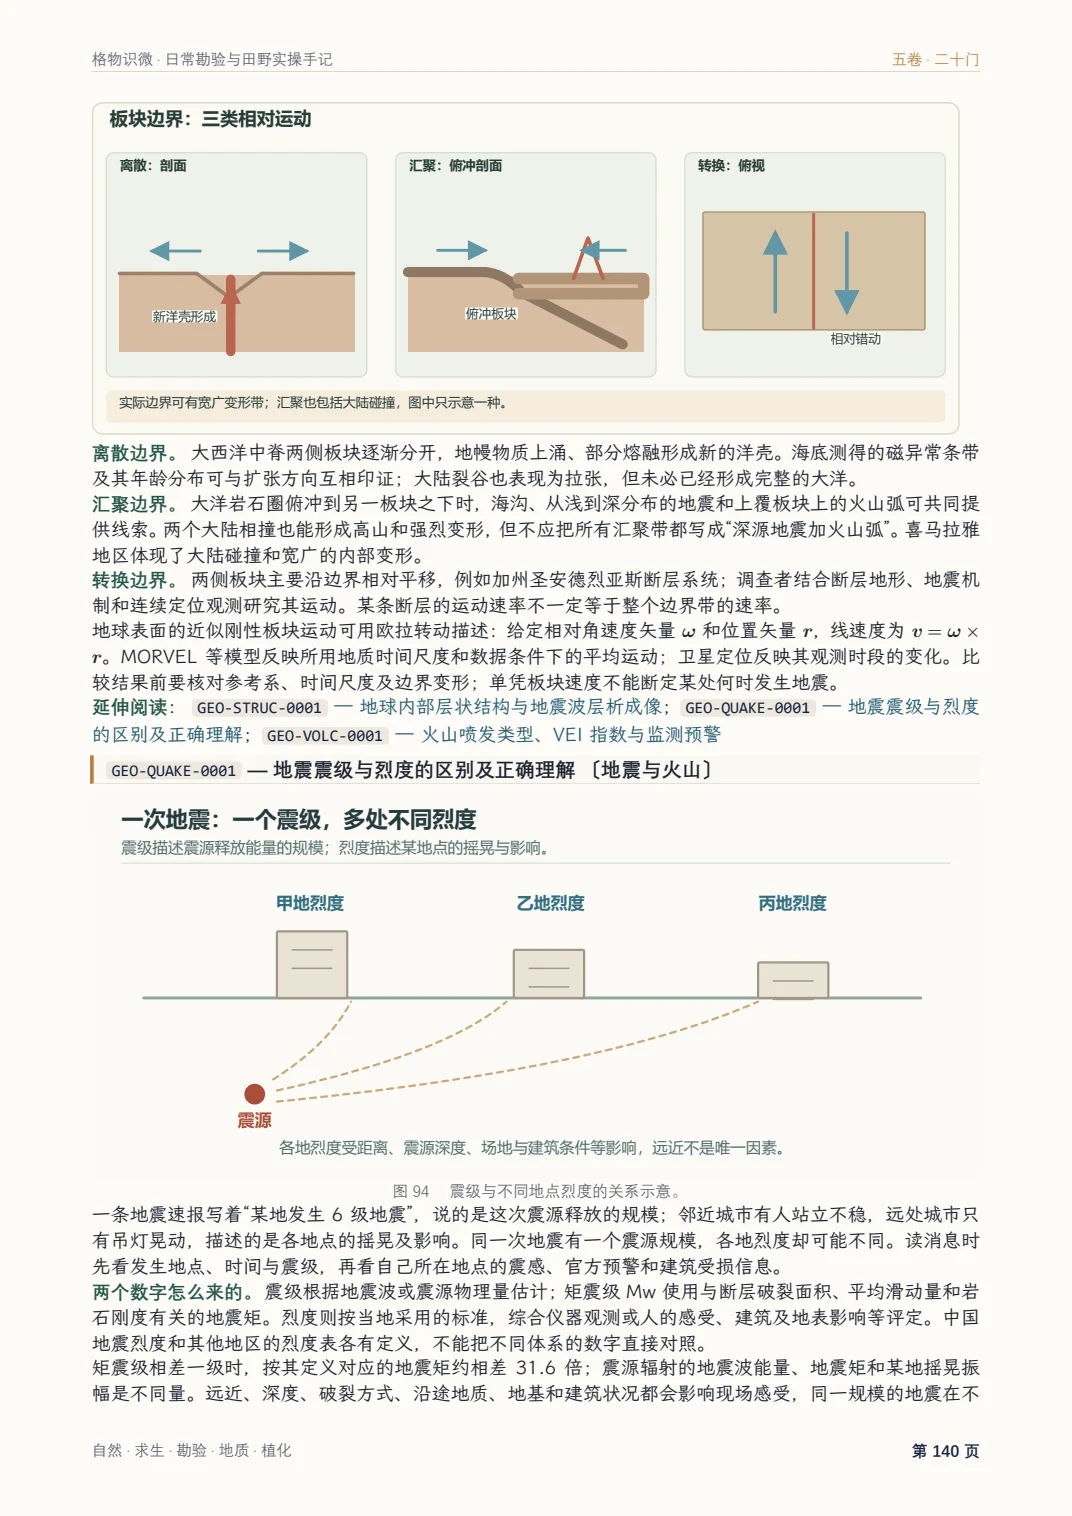 格物识微 · 日常勘验与田野实操手记
五卷 · 二十门
板块边界：三类相对运动
离散：剖面
汇聚：俯冲剖面
转换：俯视
新洋壳形成
俯冲板块
相对错动
实际边界可有宽广变形带；汇聚也包括大陆碰撞，图中只示意一种。
离散边界。 大西洋中脊两侧板块逐渐分开，地幔物质上涌、部分熔融形成新的洋壳。海底测得的磁异常条带
及其年龄分布可与扩张方向互相印证；大陆裂谷也表现为拉张，但未必已经形成完整的大洋。
汇聚边界。 大洋岩石圈俯冲到另一板块之下时，海沟、从浅到深分布的地震和上覆板块上的火山弧可共同提
供线索。两个大陆相撞也能形成高山和强烈变形，但不应把所有汇聚带都写成“深源地震加火山弧”。喜马拉雅
地区体现了大陆碰撞和宽广的内部变形。
转换边界。 两侧板块主要沿边界相对平移，例如加州圣安德烈亚斯断层系统；调查者结合断层地形、地震机
制和连续定位观测研究其运动。某条断层的运动速率不一定等于整个边界带的速率。
地球表面的近似刚性板块运动可用欧拉转动描述：给定相对角速度矢量 ω 和位置矢量 r，线速度为 v = ω ×
r。MORVEL 等模型反映所用地质时间尺度和数据条件下的平均运动；卫星定位反映其观测时段的变化。比
较结果前要核对参考系、时间尺度及边界变形；单凭板块速度不能断定某处何时发生地震。
延伸阅读： GEO-STRUC-0001 — 地球内部层状结构与地震波层析成像；GEO-QUAKE-0001 — 地震震级与烈度
的区别及正确理解；GEO-VOLC-0001 — 火山喷发类型、VEI 指数与监测预警
GEO-QUAKE-0001 — 地震震级与烈度的区别及正确理解 〔地震与火山〕
一次地震：一个震级，多处不同烈度
震级描述震源释放能量的规模；烈度描述某地点的摇晃与影响。
甲地烈度
乙地烈度
丙地烈度
震源
各地烈度受距离、震源深度、场地与建筑条件等影响，远近不是唯一因素。
图 94 震级与不同地点烈度的关系示意。
一条地震速报写着“某地发生 6 级地震”，说的是这次震源释放的规模；邻近城市有人站立不稳，远处城市只
有吊灯晃动，描述的是各地点的摇晃及影响。同一次地震有一个震源规模，各地烈度却可能不同。读消息时
先看发生地点、时间与震级，再看自己所在地点的震感、官方预警和建筑受损信息。
两个数字怎么来的。 震级根据地震波或震源物理量估计；矩震级 Mw 使用与断层破裂面积、平均滑动量和岩
石刚度有关的地震矩。烈度则按当地采用的标准，综合仪器观测或人的感受、建筑及地表影响等评定。中国
地震烈度和其他地区的烈度表各有定义，不能把不同体系的数字直接对照。
矩震级相差一级时，按其定义对应的地震矩约相差 31.6 倍；震源辐射的地震波能量、地震矩和某地摇晃振
幅是不同量。远近、深度、破裂方式、沿途地质、地基和建筑状况都会影响现场感受，同一规模的地震在不
自然 · 求生 · 勘验 · 地质 · 植化
第 140 页